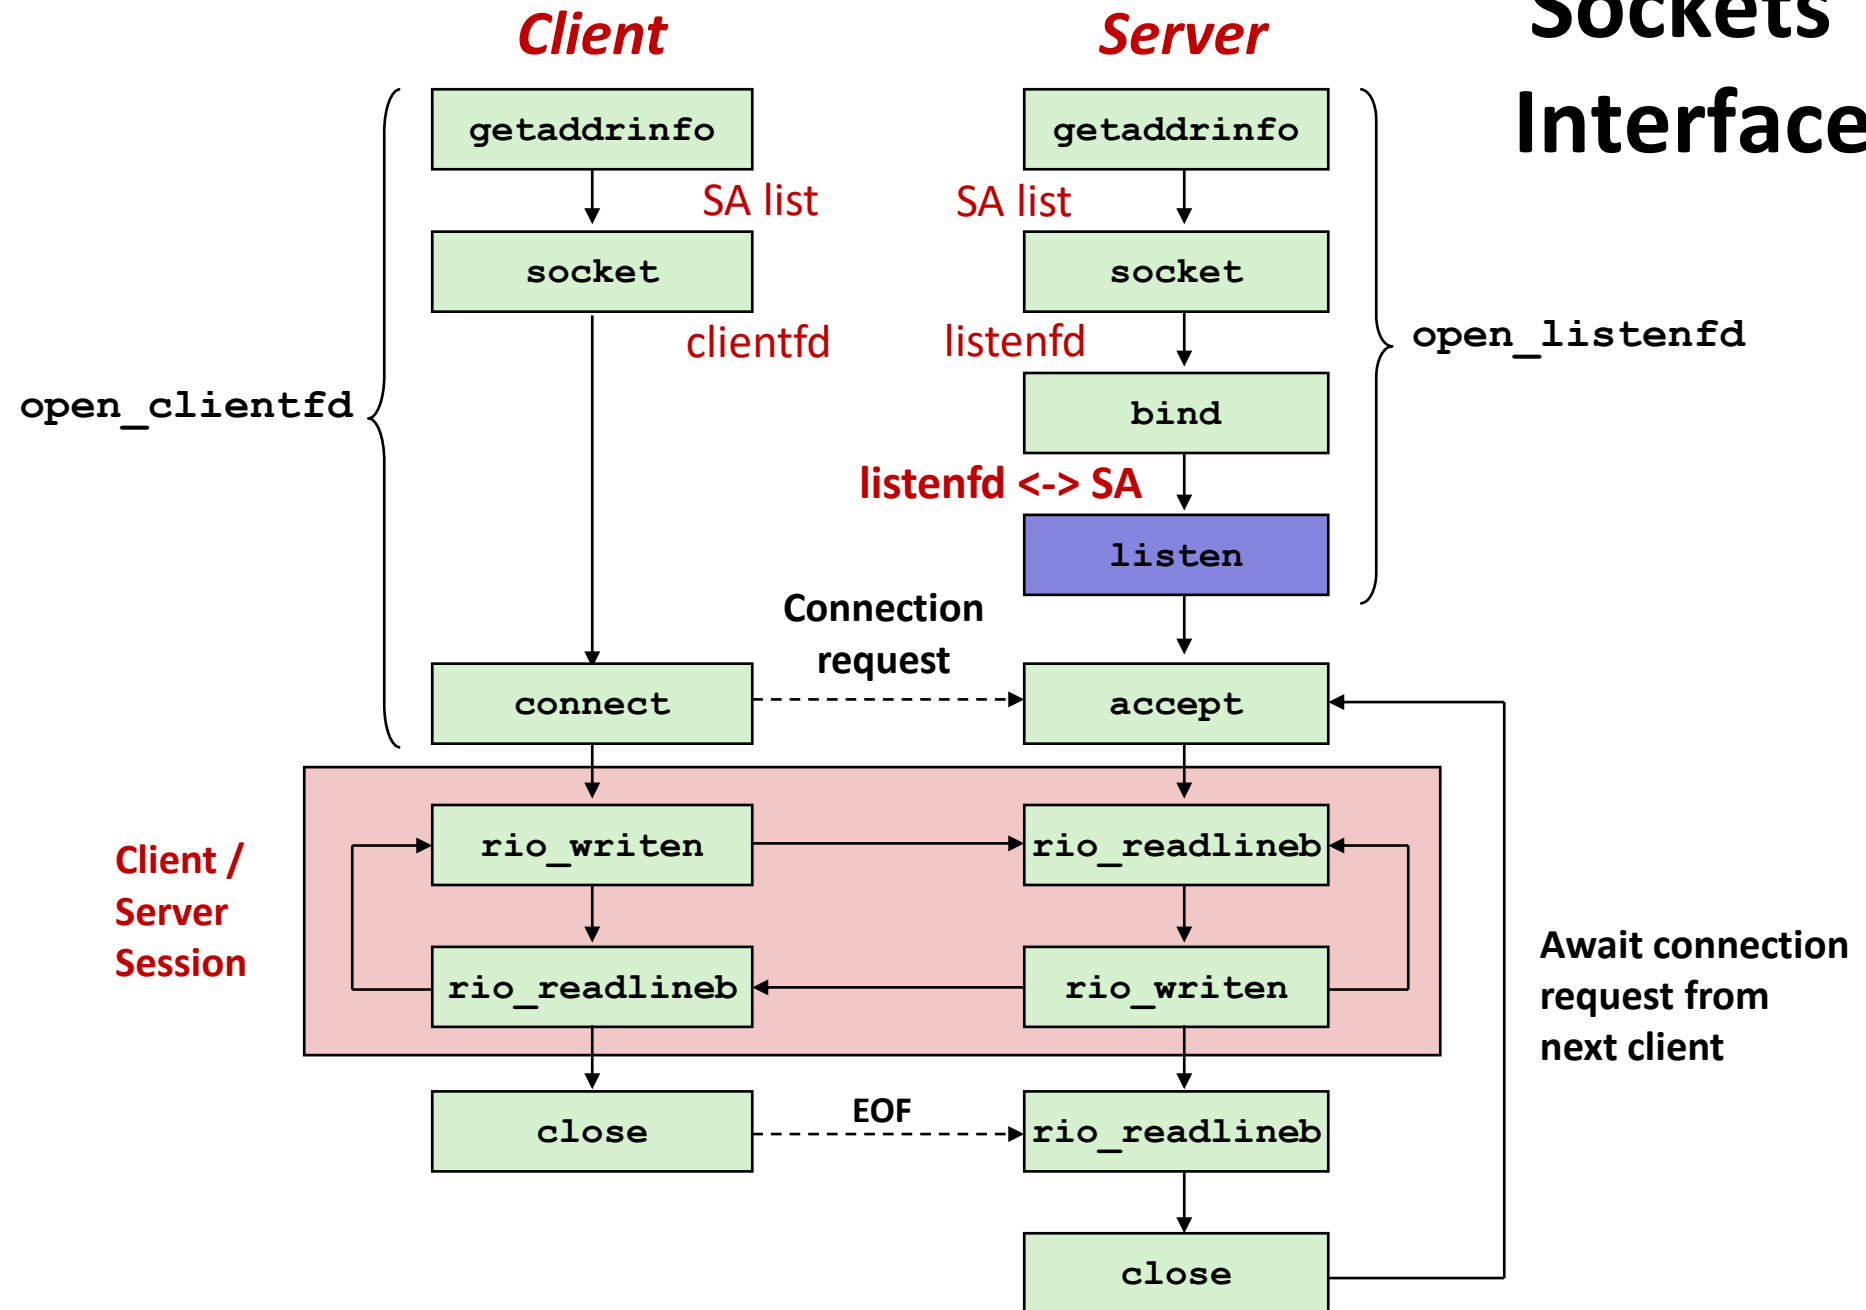 Sockets
Interface
Client
Server
getaddrinfo
getaddrinfo
SA list
SA list
socket
socket
clientfd
listenfd
open_listenfd
open_clientfd
bind
listenfd <-> SA
listen
Connection
request
connect
accept
Client /
Server
Session
rio_writen
rio_readlineb
rio_readlineb
rio_writen
Await connection
request from
next client
close
EOF
rio_readlineb
close